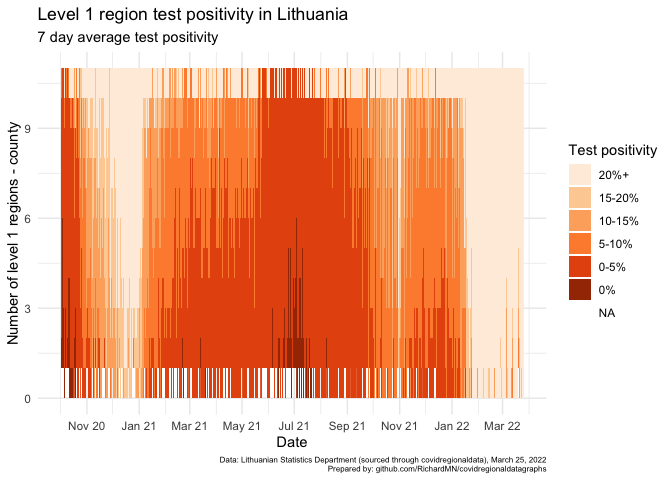 Level 1 region test positivity in Lithuania
7 day average test positivity
Number of level 1 regions - county
9
6
3
0
Nov 20
Jan 21
Mar 21
May 21
Jul 21
Sep 21
Nov 21
Jan 22
Mar 22
Date
Test positivity
20%+
15-20%
10-15%
5-10%
0-5%
0%
NA
Data: Lithuanian Statistics Department (sourced through covidregionaldata), March 25, 2022
Prepared by: github.com/RichardMN/covidregionaldatagraphs